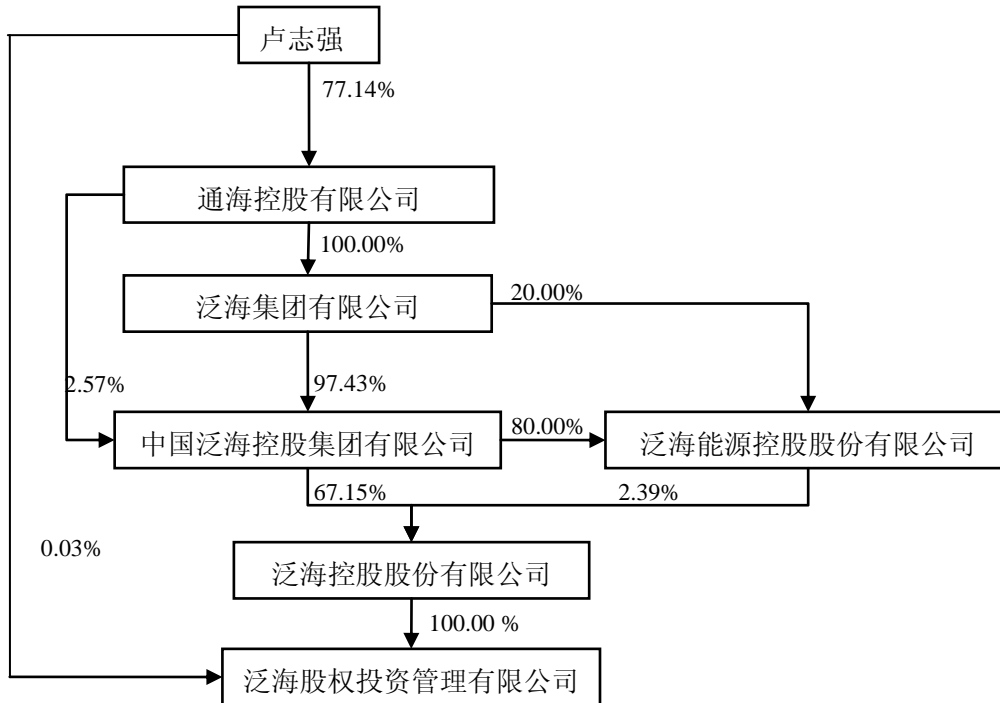 卢志强
77.14%
通海控股有限公司
100.00%
泛海集团有限公司
20.00%
2.57%
97.43%
中国泛海控股集团有限公司
80.00%
泛海能源控股股份有限公司
67.15%
2.39%
0.03%
泛海控股股份有限公司
100.00 %
泛海股权投资管理有限公司